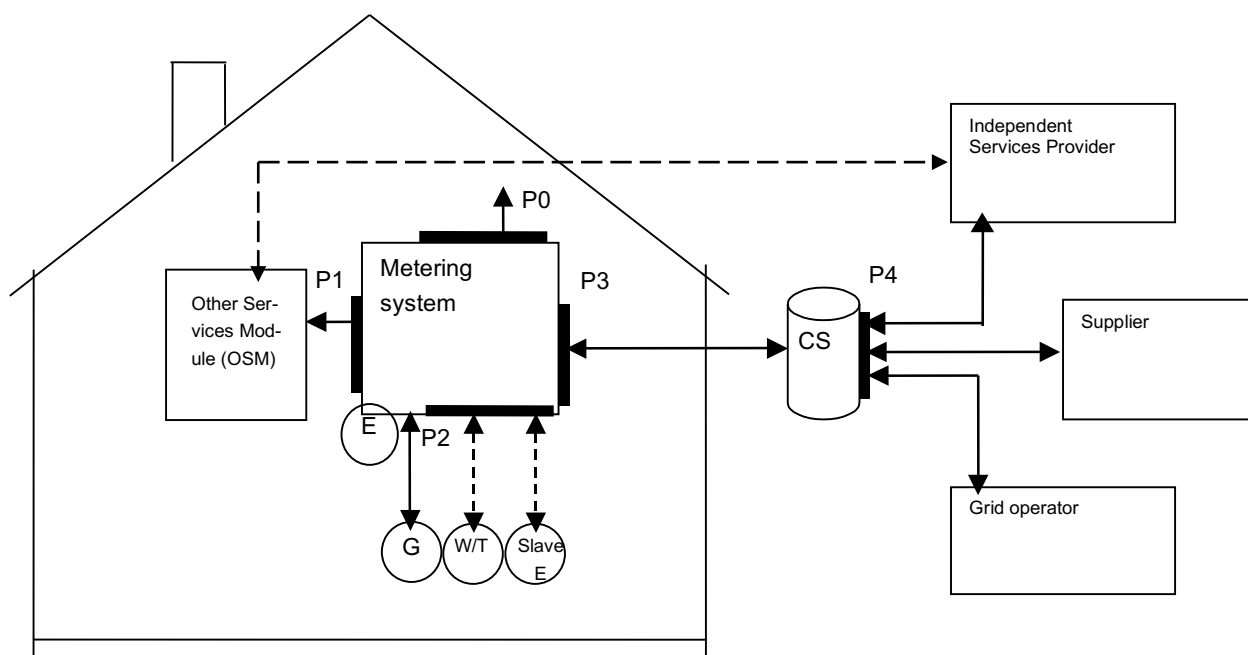 Independent
Services Provider
P0
P1
Metering
system
P3
P4
Other Ser-
vices Mod-
ule (OSM)
CS
Supplier
E
P2
G
W/T
Slave
E
Grid operator